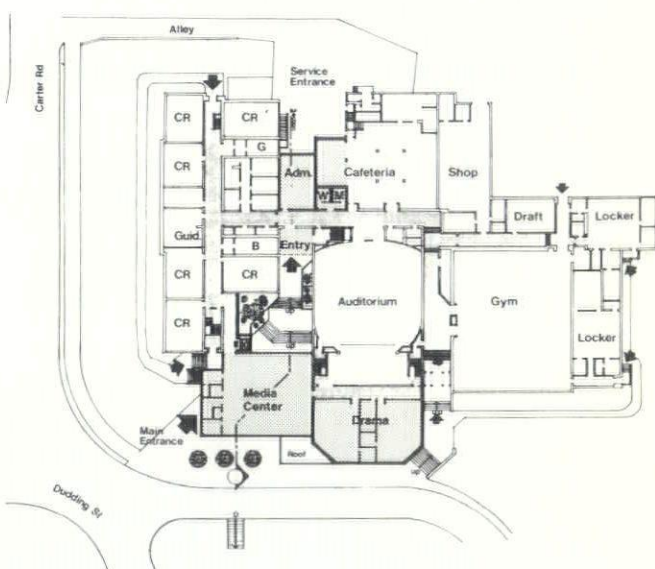 Alley
Carter Rd
Service
Entrance
CR
CR
G
CR
Adm.
Cafeteria
Shop
W
M
Guid.
B
Entry
Draft
Locker
CR
CR
Auditorium
Gym
CR
Locker
Media
Center
Drama
Main
Entrance
Roof
up
Dudding St